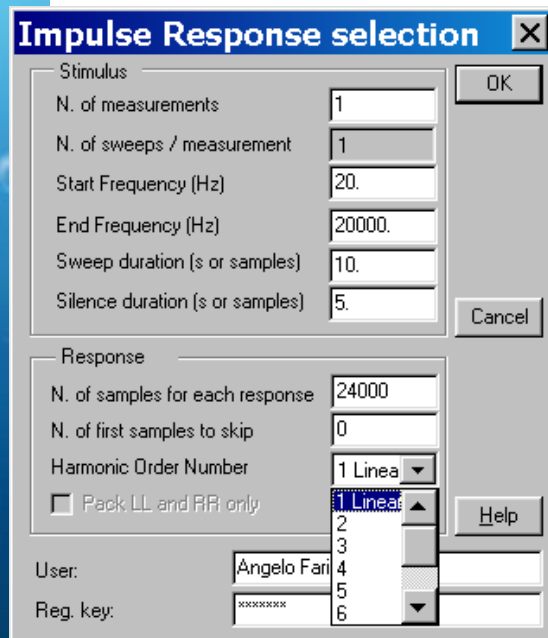 Impulse Response selection
Stimulus
OK
N. of measurements 1
N. of sweeps / measurement 1
Start Frequency (Hz) 20.
End Frequency (Hz) 20000.
Sweep duration (s or samples) 10.
Silence duration (s or samples) 5.
Cancel
Response
N. of samples for each response 24000
N. of first samples to skip 0
Harmonic Order Number 1 Linea
Pack LL and RR only
1 Linea
2
3
4
5
6
Help
User: Angelo Fari
Reg. key: *******